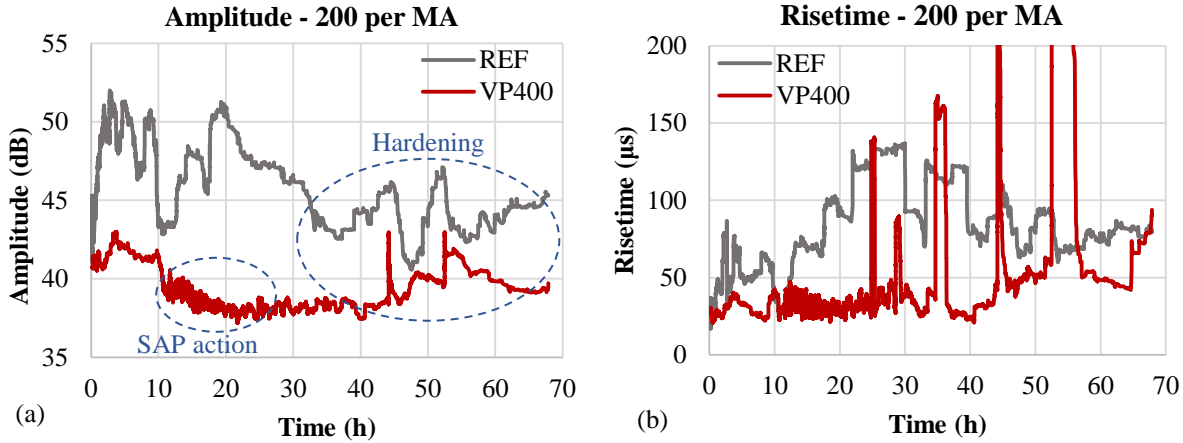 Amplitude - 200 per MA
55
50
45
40
35
Amplitude (dB)
REF
VP400
Hardening
SAP action
0 10 20 30 40 50 60 70
Time (h)
(a)
Risetime - 200 per MA
200
150
100
50
0
Risetime (µs)
REF
VP400
0 10 20 30 40 50 60 70
Time (h)
(b)